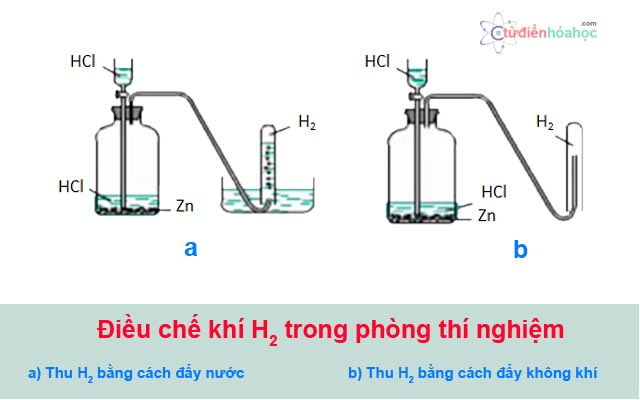 .com
từđiểnhóahọc
HCl
H2
HCl
Zn
a
HCl
H2
HCl
Zn
b
Điều chế khí H2 trong phòng thí nghiệm
a) Thu H2 bằng cách đẩy nước
b) Thu H2 bằng cách đẩy không khí